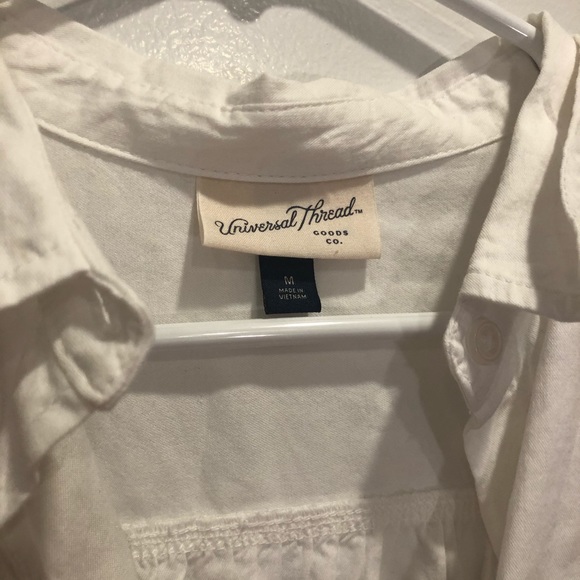 Universal Thread™
GOODS
CO.
M
MADE IN
VIETNAM